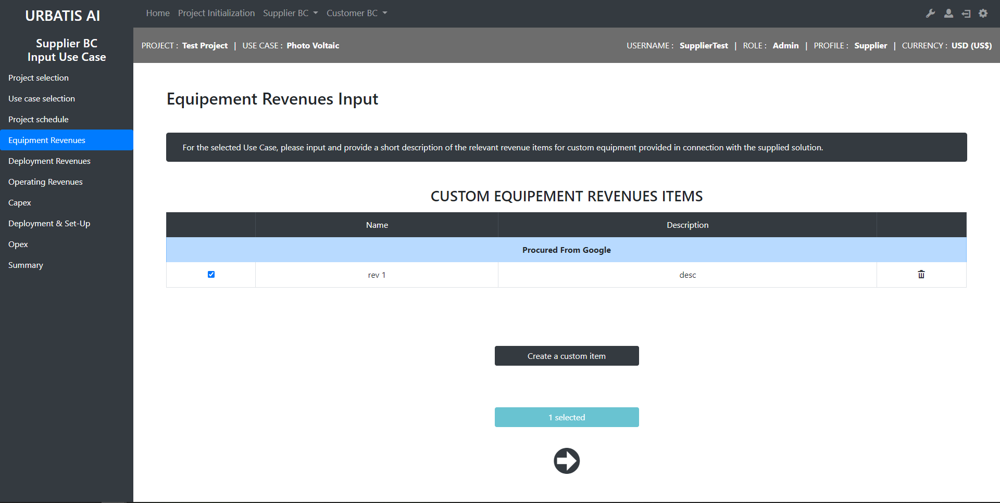 URBATIS AI
Home Project Initialization Supplier BC Customer BC
Supplier BC
Input Use Case
Project selection
Use case selection
Project schedule
Equipment Revenues
Deployment Revenues
Operating Revenues
Capex
Deployment & Set-Up
Opex
Summary
PROJECT : Test Project | USE CASE : Photo Voltaic
USERNAME : SupplierTest | ROLE : Admin | PROFILE : Supplier | CURRENCY : USD (US$)
Equipement Revenues Input
For the selected Use Case, please input and provide a short description of the relevant revenue items for custom equipment provided in connection with the supplied solution.
CUSTOM EQUIPEMENT REVENUES ITEMS
Name Description
Procured From Google
rev 1 desc
Create a custom item
1 selected